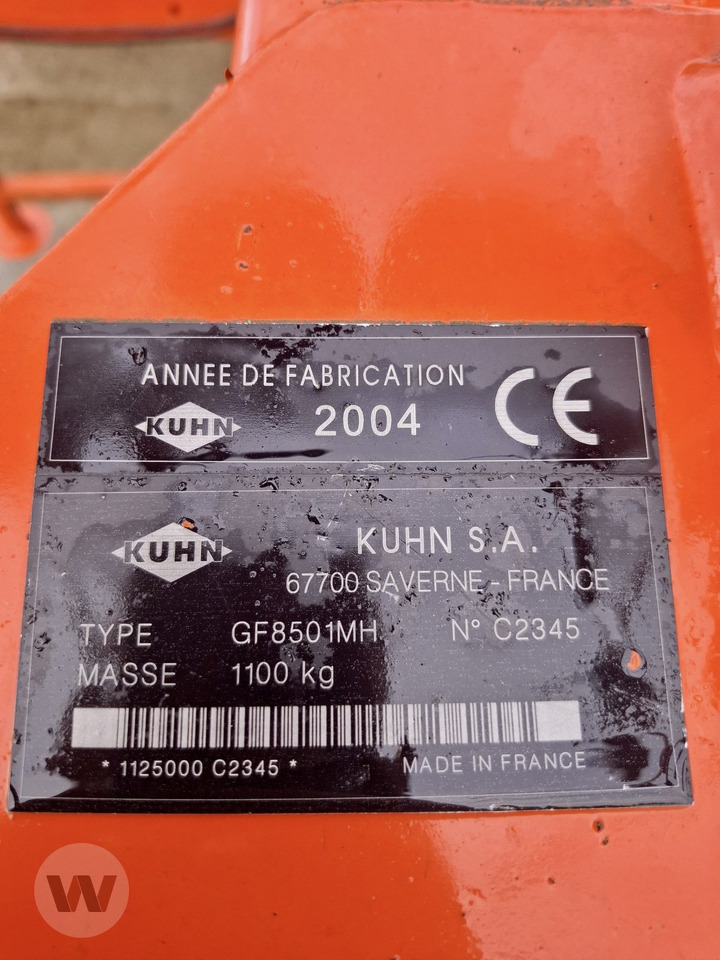 ANNEE DE FABRICATION
KUHN 2004 CE
KUHN KUHN S.A.
67700 SAVERNE - FRANCE
TYPE GF8501MH N° C2345
MASSE 1100 kg
* 1125000 C2345 * MADE IN FRANCE
W